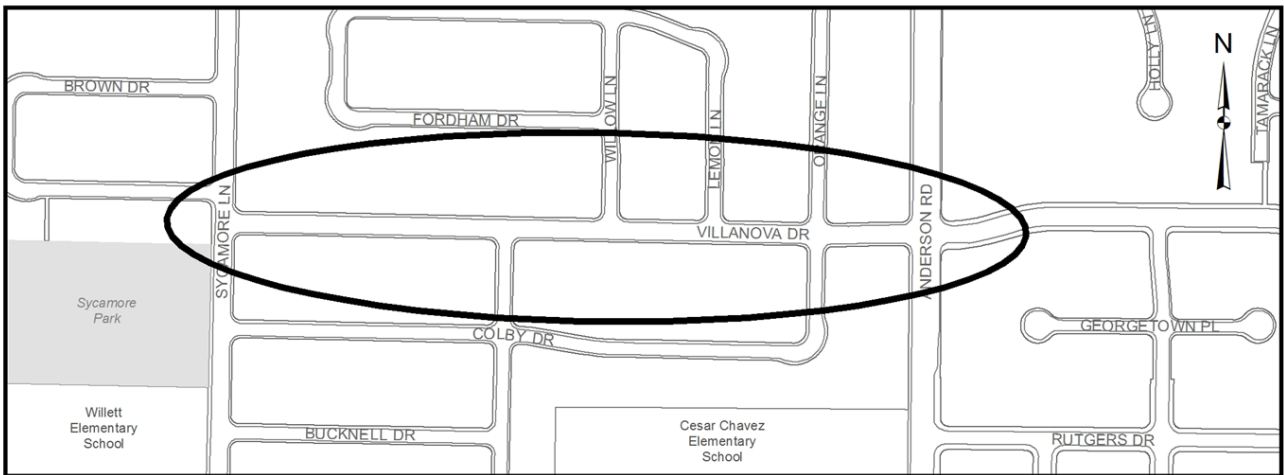 N
HOLLY LN
TAMARACK LN
BROWN DR
FORDHAM DR
WILLOW LN
LEMON LN
ORANGE LN
SYCAMORE LN
ANDERSON RD
VILLANOVA DR
Sycamore
Park
COLBY DR
GEORGETOWN PL
Willett
Elementary
School
BUCKNELL DR
Cesar Chavez
Elementary
School
RUTGERS DR